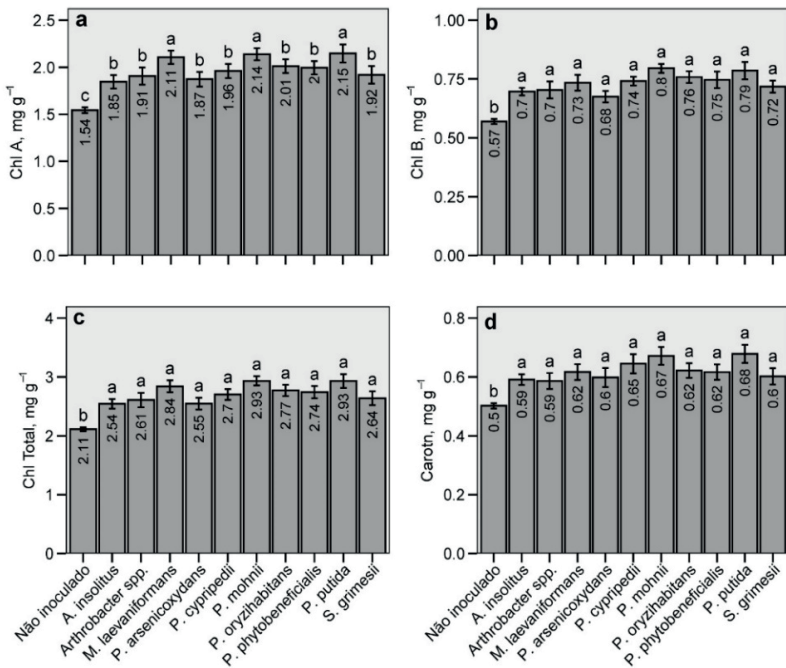 a
2.5
2.0
1.5
1.0
0.5
0.0
Chl A, mg g⁻¹
c b b a b b a b b a b
1.54 1.85 1.91 2.11 1.87 1.96 2.14 2.01 2 2.15 1.92
b
1.00
0.75
0.50
0.25
0.00
Chl B, mg g⁻¹
b a a a a a a a a a a
0.57 0.7 0.7 0.73 0.68 0.74 0.8 0.76 0.75 0.79 0.72
c
4
3
2
1
0
Chl Total, mg g⁻¹
b a a a a a a a a a a
2.11 2.54 2.61 2.84 2.55 2.7 2.93 2.77 2.74 2.93 2.64
Não inoculado
A. insolitus
Arthrobacter spp.
M. laevaniformans
P. arsenicoxydans
P. cypripedii
P. mohnii
P. oryzihabitans
P. phytobeneficialis
P. putida
S. grimesii
d
0.8
0.6
0.4
0.2
0.0
Carotn, mg g⁻¹
b a a a a a a a a a a
0.5 0.59 0.59 0.62 0.6 0.65 0.67 0.62 0.62 0.68 0.6
Não inoculado
A. insolitus
Arthrobacter spp.
M. laevaniformans
P. arsenicoxydans
P. cypripedii
P. mohnii
P. oryzihabitans
P. phytobeneficialis
P. putida
S. grimesii